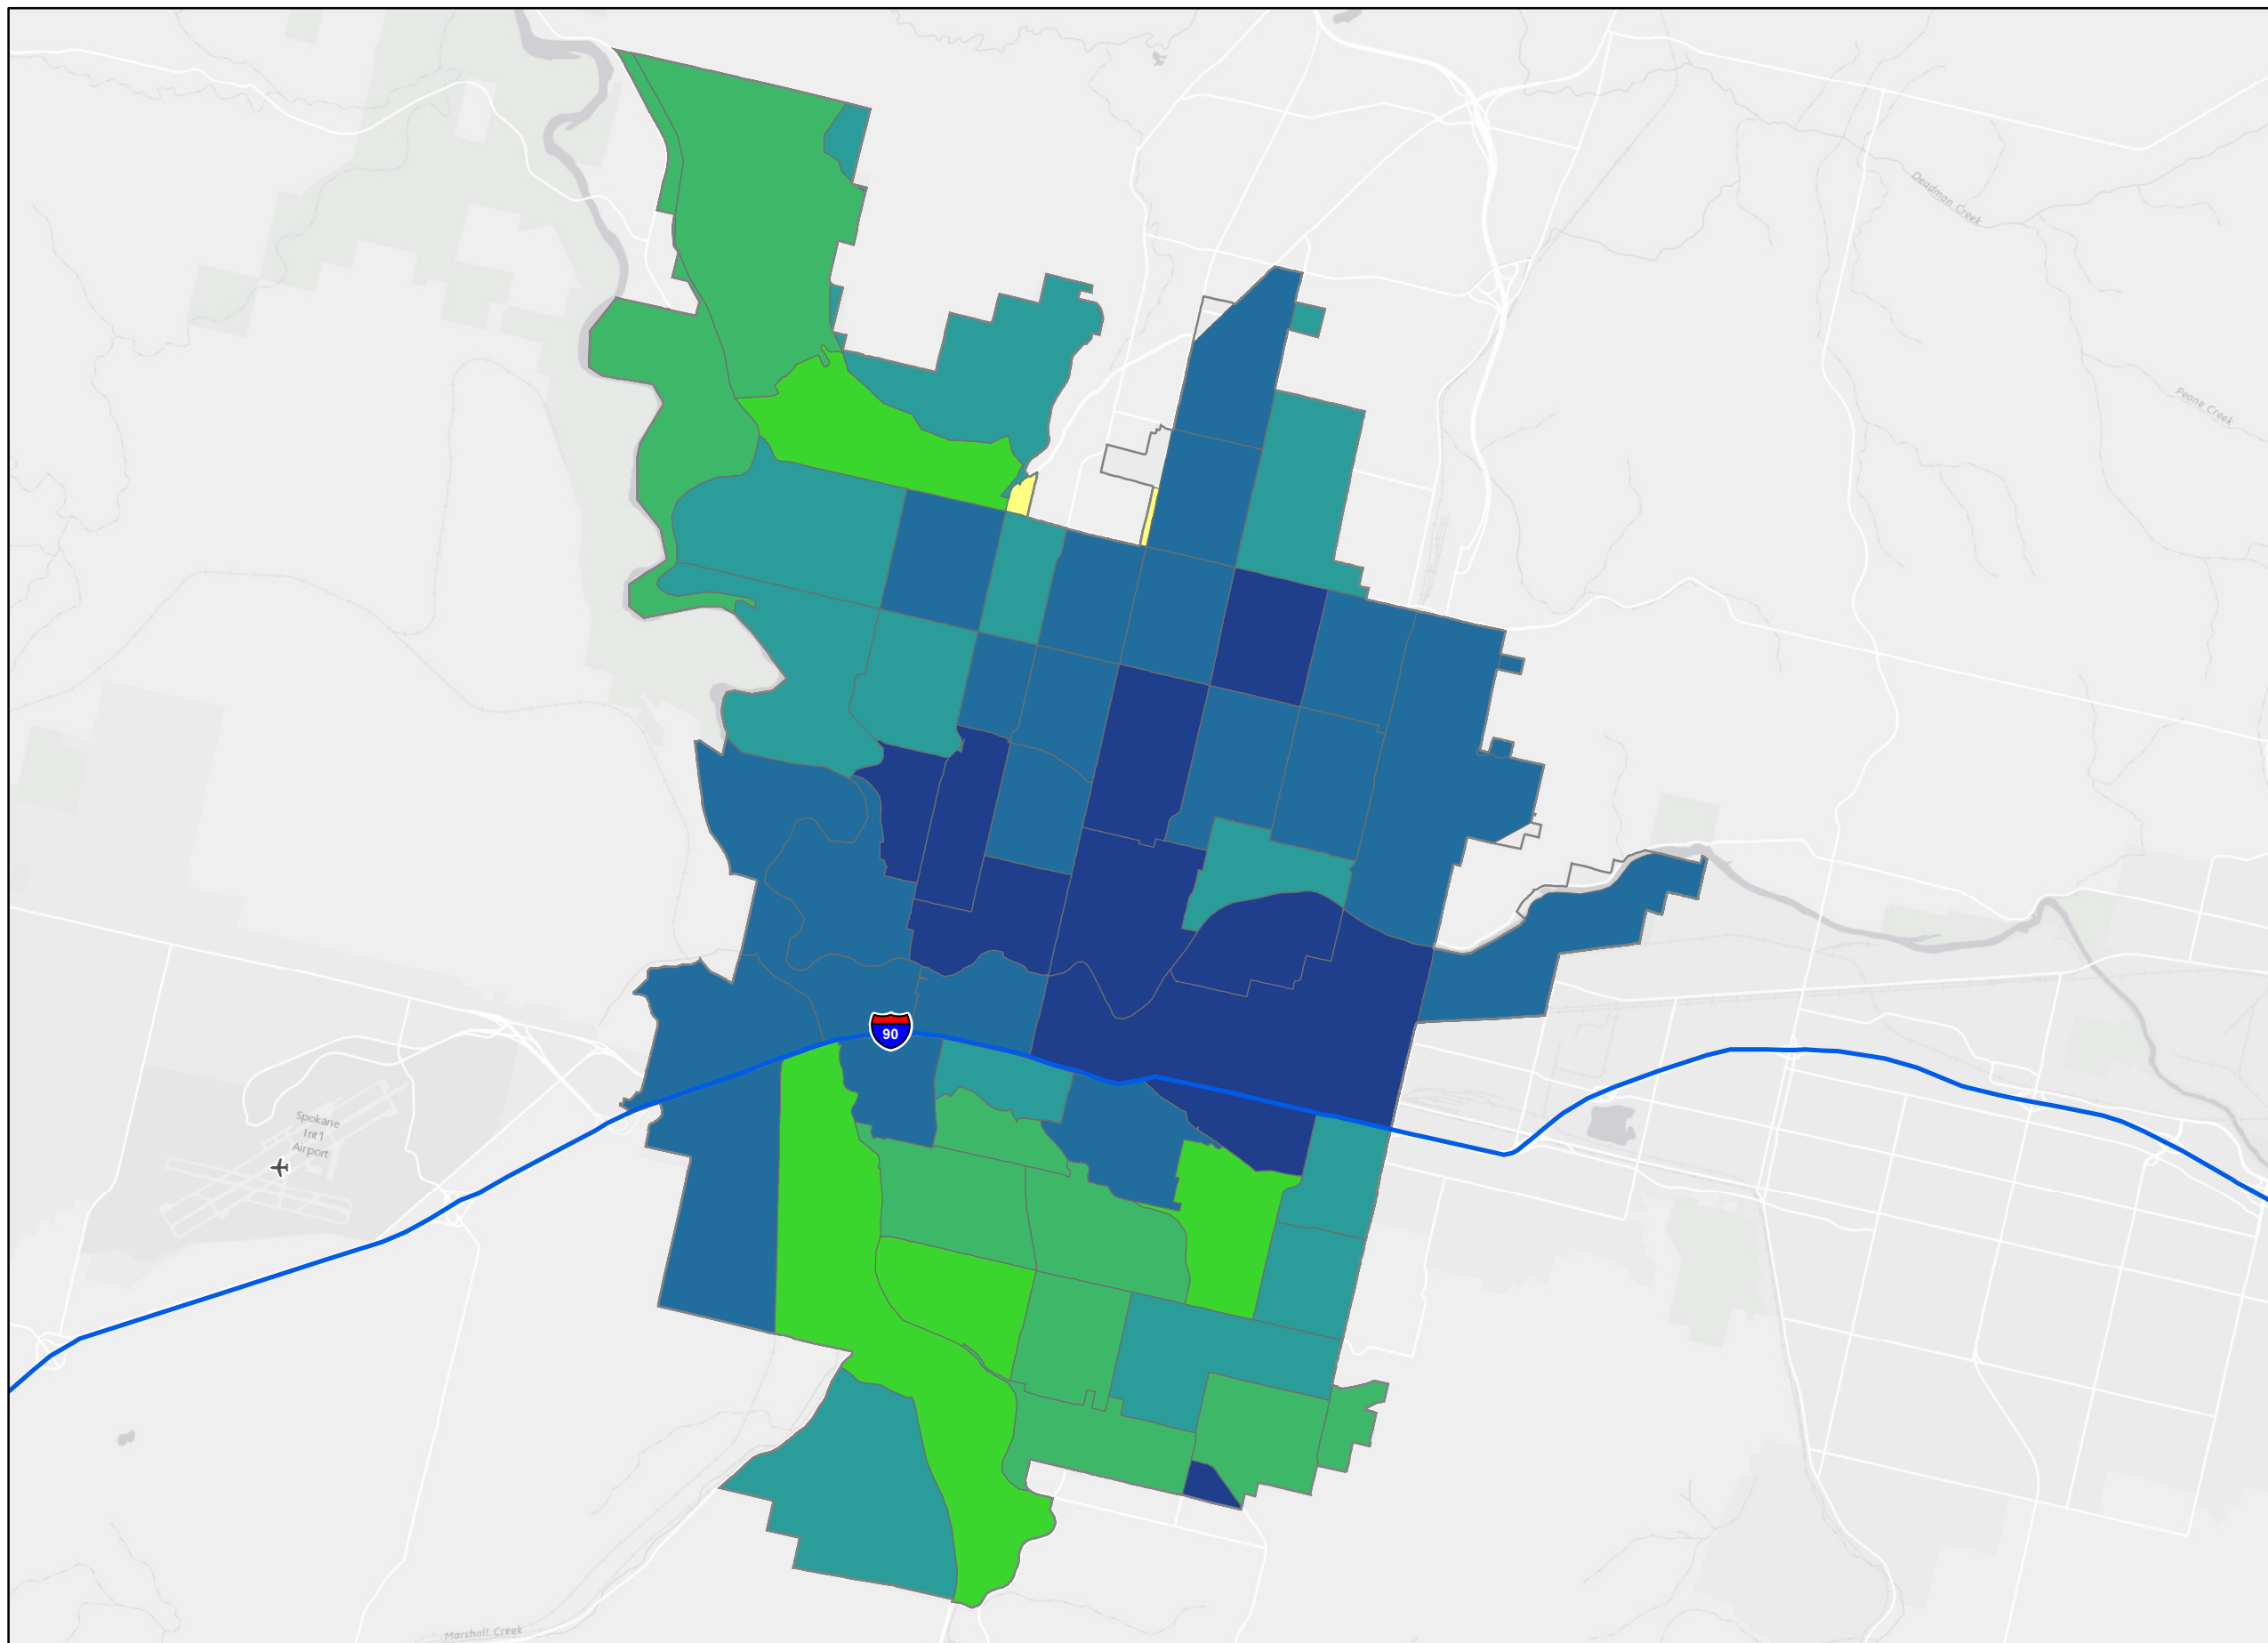 Deadman Creek
Peone Creek
90
Spokane
Int'l
Airport
Marshall Creek